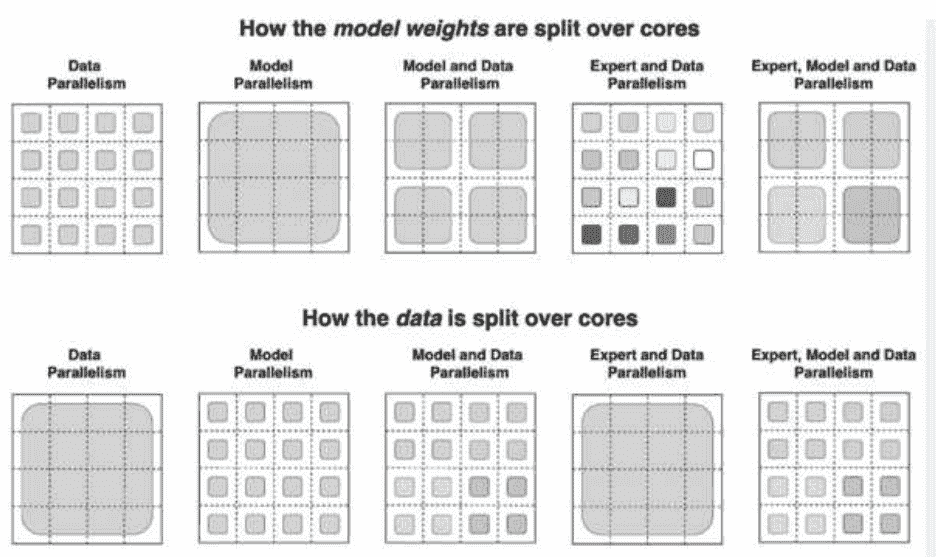 How the model weights are split over cores
Data
Parallelism
Model
Parallelism
Model and Data
Parallelism
Expert and Data
Parallelism
Expert, Model and Data
Parallelism
How the data is split over cores
Data
Parallelism
Model
Parallelism
Model and Data
Parallelism
Expert and Data
Parallelism
Expert, Model and Data
Parallelism